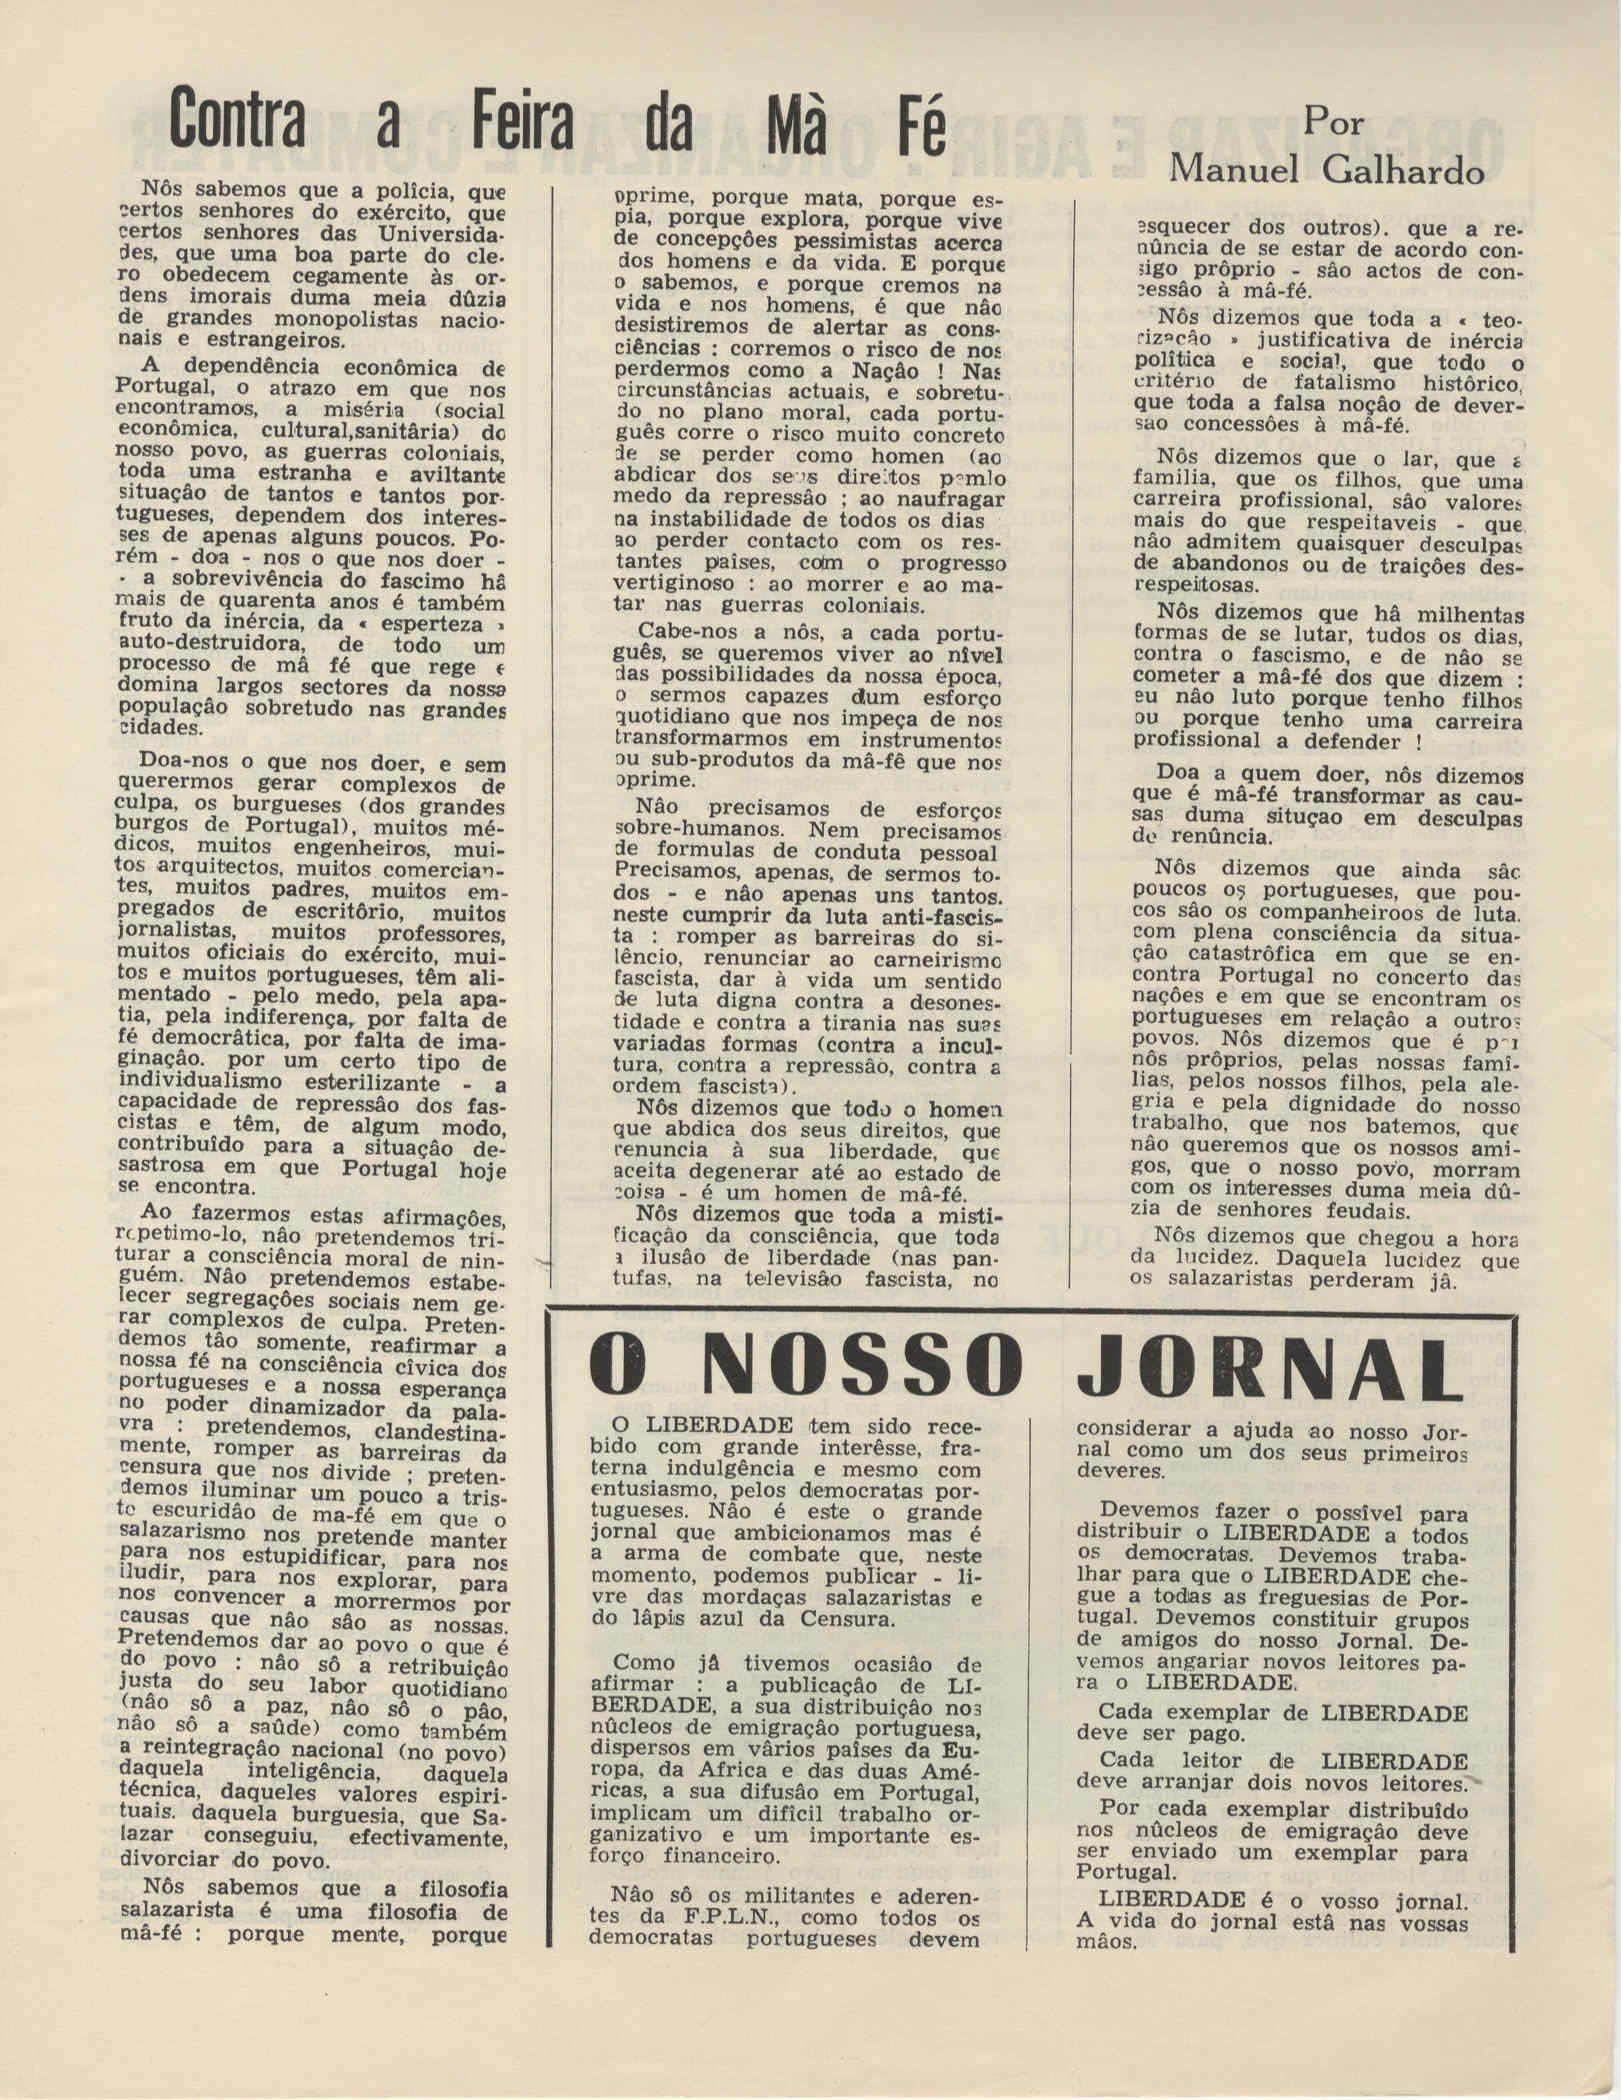 Contra a Feira da Mà Fé
Por
Manuel Galhardo
Nôs sabemos que a polîcia, que
certos senhores do exército, que
certos senhores das Universida-
des, que uma boa parte do cle-
ro obedecem cegamente às or-
dens imorais duma meia dûzia
de grandes monopolistas nacio-
nais e estrangeiros.
A dependência econômica de
Portugal, o atrazo em que nos
encontramos, a miséria (social
econômica, cultural,sanitâria) do
nosso povo, as guerras coloniais,
toda uma estranha e aviltante
situaçâo de tantos e tantos por-
tugueses, dependem dos interes-
ses de apenas alguns poucos. Po-
rém - doa - nos o que nos doer -
- a sobrevivência do fascimo hâ
mais de quarenta anos é também
fruto da inércia, da « esperteza »
auto-destruidora, de todo um
processo de mâ fé que rege e
domina largos sectores da nossa
populaçâo sobretudo nas grandes
cidades.
Doa-nos o que nos doer, e sem
querermos gerar complexos de
culpa, os burgueses (dos grandes
burgos de Portugal), muitos mé-
dicos, muitos engenheiros, mui-
tos arquitectos, muitos comercian-
tes, muitos padres, muitos em-
pregados de escritôrio, muitos
jornalistas, muitos professores,
muitos oficiais do exército, mui-
tos e muitos portugueses, têm ali-
mentado - pelo medo, pela apa-
tia, pela indiferença, por falta de
fé democrâtica, por falta de ima-
ginaçâo. por um certo tipo de
individualismo esterilizante - a
capacidade de repressâo dos fas-
cistas e têm, de algum modo,
contribuîdo para a situaçâo de-
sastrosa em que Portugal hoje
se encontra.
Ao fazermos estas afirmaçôes,
repetimo-lo, nâo pretendemos tri-
turar a consciência moral de nin-
guém. Nâo pretendemos estabe-
lecer segregaçôes sociais nem ge-
rar complexos de culpa. Preten-
demos tâo somente, reafirmar a
nossa fé na consciência cîvica dos
portugueses e a nossa esperança
no poder dinamizador da pala-
vra : pretendemos, clandestina-
mente, romper as barreiras da
censura que nos divide ; preten-
demos iluminar um pouco a tris-
te escuridâo de ma-fé em que o
salazarismo nos pretende manter
para nos estupidificar, para nos
iludir, para nos explorar, para
nos convencer a morrermos por
causas que nâo sâo as nossas.
Pretendemos dar ao povo o que é
do povo : nâo sô a retribuiçâo
justa do seu labor quotidiano
(nâo sô a paz, nâo sô o pâo,
nâo sô a saûde) como também
a reintegraçâo nacional (no povo)
daquela inteligência, daquela
técnica, daqueles valores espiri-
tuais. daquela burguesia, que Sa-
lazar conseguiu, efectivamente,
divorciar do povo.
Nôs sabemos que a filosofia
salazarista é uma filosofia de
mâ-fé : porque mente, porque
oprime, porque mata, porque es-
pia, porque explora, porque vive
de concepçôes pessimistas acerca
dos homens e da vida. E porque
o sabemos, e porque cremos na
vida e nos homens, é que nâo
desistiremos de alertar as cons-
ciências : corremos o risco de nos
perdermos como a Naçâo ! Nas
circunstâncias actuais, e sobretu-
do no plano moral, cada portu-
guês corre o risco muito concreto
de se perder como homen (ao
abdicar dos seus direitos pemlo
medo da repressâo ; ao naufragar
na instabilidade de todos os dias
ao perder contacto com os res-
tantes paîses, com o progresso
vertiginoso : ao morrer e ao ma-
tar nas guerras coloniais.
Cabe-nos a nôs, a cada portu-
guês, se queremos viver ao nîvel
das possibilidades da nossa época,
o sermos capazes dum esforço
quotidiano que nos impeça de nos
transformarmos em instrumentos
ou sub-produtos da mâ-fê que nos
oprime.
Nâo precisamos de esforços
sobre-humanos. Nem precisamos
de formulas de conduta pessoal
Precisamos, apenas, de sermos to-
dos - e nâo apenas uns tantos.
neste cumprir da luta anti-fascis-
ta : romper as barreiras do si-
lêncio, renunciar ao carneirismo
fascista, dar à vida um sentido
de luta digna contra a desones-
tidade e contra a tirania nas suas
variadas formas (contra a incul-
tura, contra a repressâo, contra a
ordem fascista).
Nôs dizemos que todo o homen
que abdica dos seus direitos, que
renuncia à sua liberdade, que
aceita degenerar até ao estado de
coisa - é um homen de mâ-fé.
Nôs dizemos que toda a misti-
ficaçâo da consciência, que toda
a ilusâo de liberdade (nas pan-
tufas, na televisâo fascista, no
esquecer dos outros). que a re-
nûncia de se estar de acordo con-
sigo prôprio - sâo actos de con-
cessâo à mâ-fé.
Nôs dizemos que toda a « teo-
rizacâo » justificativa de inércia
polîtica e social, que todo o
critério de fatalismo histôrico,
que toda a falsa noçâo de dever-
sao concessôes à mâ-fé.
Nôs dizemos que o lar, que a
familia, que os filhos, que uma
carreira profissional, sâo valores
mais do que respeitaveis - que
nâo admitem quaisquer desculpas
de abandonos ou de traiçôes des-
respeitosas.
Nôs dizemos que hâ milhentas
formas de se lutar, tudos os dias,
contra o fascismo, e de nâo se
cometer a mâ-fé dos que dizem :
eu nâo luto porque tenho filhos
ou porque tenho uma carreira
profissional a defender !
Doa a quem doer, nôs dizemos
que é mâ-fé transformar as cau-
sas duma situçao em desculpas
de renûncia.
Nôs dizemos que ainda sâo
poucos os portugueses, que pou-
cos sâo os companheiroos de luta.
com plena consciência da situa-
çâo catastrôfica em que se en-
contra Portugal no concerto das
naçôes e em que se encontram os
portugueses em relaçâo a outros
povos. Nôs dizemos que é por
nôs prôprios, pelas nossas famî-
lias, pelos nossos filhos, pela ale-
gria e pela dignidade do nosso
trabalho, que nos batemos, que
nâo queremos que os nossos ami-
gos, que o nosso povo, morram
com os interesses duma meia dû-
zia de senhores feudais.
Nôs dizemos que chegou a hora
da lucidez. Daquela lucidez que
os salazaristas perderam jâ.
O NOSSO JORNAL
O LIBERDADE tem sido rece-
bido com grande interêsse, fra-
terna indulgência e mesmo com
entusiasmo, pelos democratas por-
tugueses. Nâo é este o grande
jornal que ambicionamos mas é
a arma de combate que, neste
momento, podemos publicar - li-
vre das mordaças salazaristas e
do lâpis azul da Censura.
Como jâ tivemos ocasiâo de
afirmar : a publicaçâo de LI-
BERDADE, a sua distribuiçâo nos
nûcleos de emigraçâo portuguesa,
dispersos em vârios paîses da Eu-
ropa, da Africa e das duas Amé-
ricas, a sua difusâo em Portugal,
implicam um difîcil trabalho or-
ganizativo e um importante es-
forço financeiro.
Nâo sô os militantes e aderen-
tes da F.P.L.N., como todos os
democratas portugueses devem
considerar a ajuda ao nosso Jor-
nal como um dos seus primeiros
deveres.
Devemos fazer o possîvel para
distribuir o LIBERDADE a todos
os democratas. Devemos traba-
lhar para que o LIBERDADE che-
gue a todas as freguesias de Por-
tugal. Devemos constituir grupos
de amigos do nosso Jornal. De-
vemos angariar novos leitores pa-
ra o LIBERDADE.
Cada exemplar de LIBERDADE
deve ser pago.
Cada leitor de LIBERDADE
deve arranjar dois novos leitores.
Por cada exemplar distribuîdo
nos nûcleos de emigraçâo deve
ser enviado um exemplar para
Portugal.
LIBERDADE é o vosso jornal.
A vida do jornal estâ nas vossas
mâos.